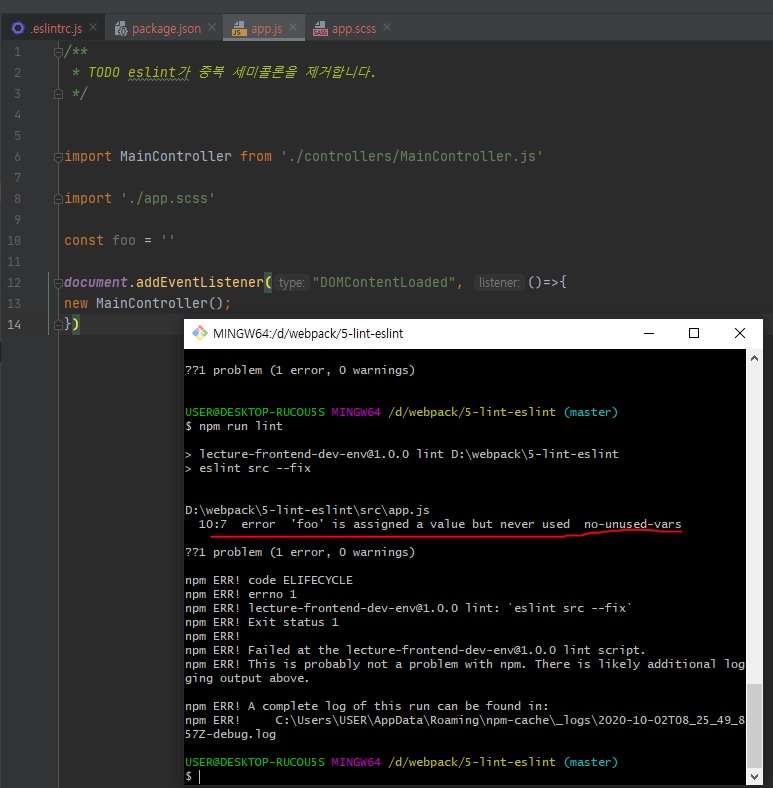 .eslintrc.js
package.json
app.js
app.scss
1 /**
2 * TODO eslint가 중복 세미콜론을 제거합니다.
3 */
4
5
6 import MainController from './controllers/MainController.js'
7
8 import './app.scss'
9
10 const foo = ''
11
12 document.addEventListener( type: "DOMContentLoaded", listener: ()=>{
13 new MainController();
14 })
MINGW64:/d/webpack/5-lint-eslint
??1 problem (1 error, 0 warnings)
USER@DESKTOP-RUCOU5S MINGW64 /d/webpack/5-lint-eslint (master)
$ npm run lint
> lecture-frontend-dev-env@1.0.0 lint D:\webpack\5-lint-eslint
> eslint src --fix
D:\webpack\5-lint-eslint\src\app.js
10:7 error 'foo' is assigned a value but never used no-unused-vars
??1 problem (1 error, 0 warnings)
npm ERR! code ELIFECYCLE
npm ERR! errno 1
npm ERR! lecture-frontend-dev-env@1.0.0 lint: `eslint src --fix`
npm ERR! Exit status 1
npm ERR!
npm ERR! Failed at the lecture-frontend-dev-env@1.0.0 lint script.
npm ERR! This is probably not a problem with npm. There is likely additional log
ging output above.
npm ERR! A complete log of this run can be found in:
npm ERR! C:\Users\USER\AppData\Roaming\npm-cache\_logs\2020-10-02T08_25_49_8
57Z-debug.log
USER@DESKTOP-RUCOU5S MINGW64 /d/webpack/5-lint-eslint (master)
$